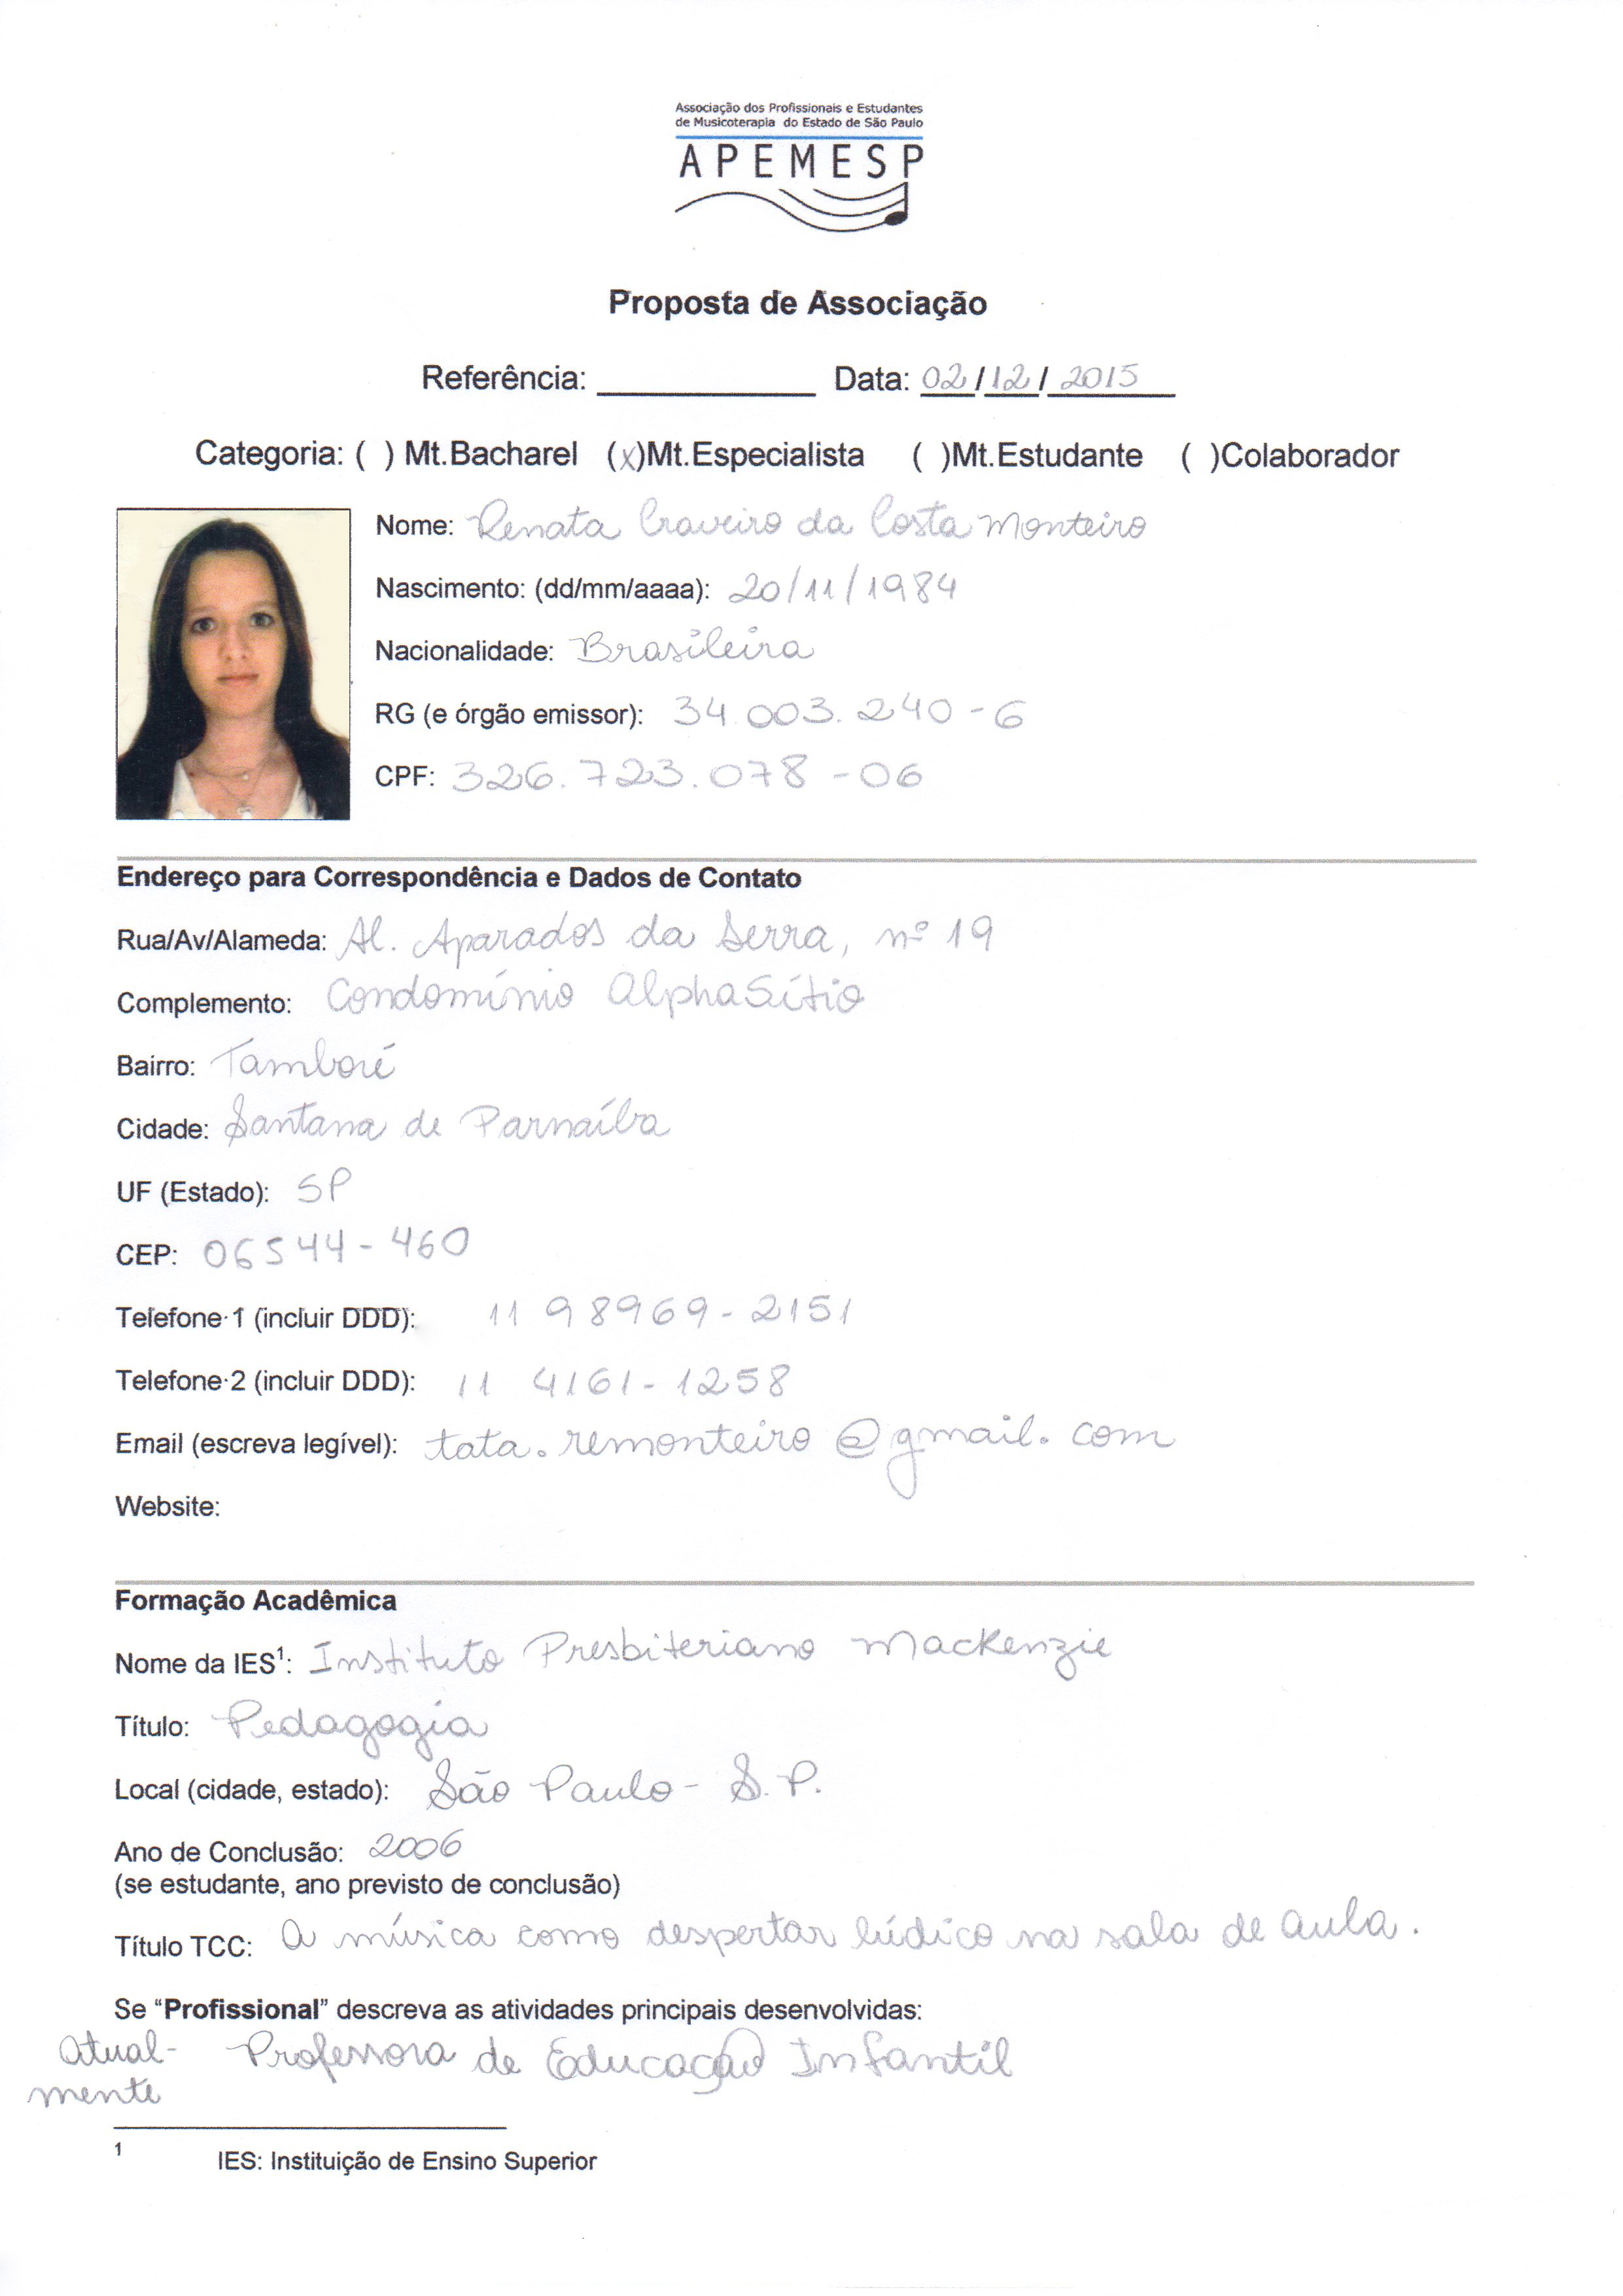 Associação dos Profissionais e Estudantes
de Musicoterapia do Estado de São Paulo
APEMESP
Proposta de Associação
Referência: ____________ Data: 02/12/2015
Categoria: ( ) Mt.Bacharel (x)Mt.Especialista ( )Mt.Estudante ( )Colaborador
Nome: Renata Craveiro da Costa Monteiro
Nascimento: (dd/mm/aaaa): 20/11/1984
Nacionalidade: Brasileira
RG (e órgão emissor): 34.003.240-6
CPF: 326.723.078-06
Endereço para Correspondência e Dados de Contato
Rua/Av/Alameda: Al. Aparados da Serra, nº 19
Complemento: Condomínio AlphaSítio
Bairro: Tamboré
Cidade: Santana de Parnaíba
UF (Estado): SP
CEP: 06544-460
Telefone 1 (incluir DDD): 11 98969-2151
Telefone 2 (incluir DDD): 11 4161-1258
Email (escreva legível): tata.remonteiro@gmail.com
Website:
Formação Acadêmica
Nome da IES¹: Instituto Presbiteriano Mackenzie
Título: Pedagogia
Local (cidade, estado): São Paulo - S.P.
Ano de Conclusão: 2006
(se estudante, ano previsto de conclusão)
Título TCC: A música como despertar lúdico na sala de aula.
Se “Profissional” descreva as atividades principais desenvolvidas:
Atual- Professora de Educação Infantil
mente
1 IES: Instituição de Ensino Superior